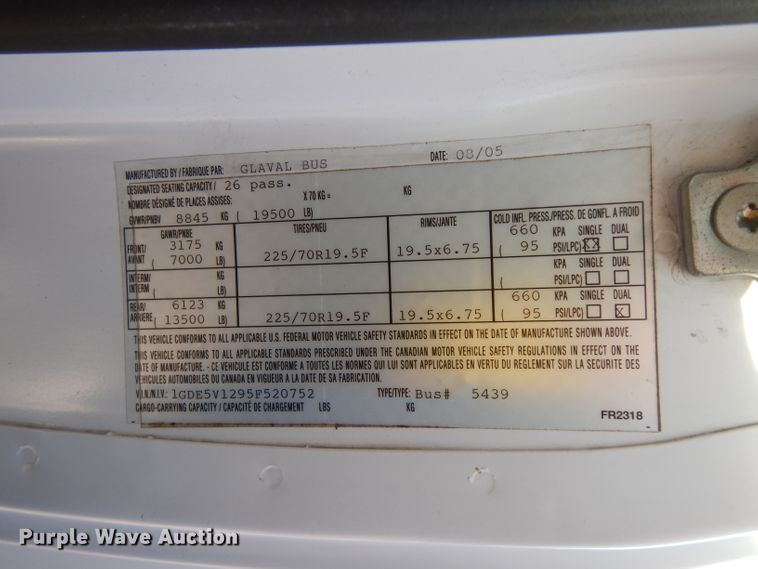 MANUFACTURED BY / FABRIQUE PAR: GLAVAL BUS DATE: 08/05
DESIGNATED SEATING CAPACITY / 26 pass.
NOMBRE DÉSIGNÉ DE PLACES ASSISES: X 70 KG = KG
GVWR/PNBV 8845 KG ( 19500 LB)
GAWR/PNBE TIRES/PNEU RIMS/JANTE COLD INFL. PRESS./PRESS. DE GONFL. A FROID
FRONT/ 3175 KG 660 KPA SINGLE DUAL
AVANT ( 7000 LB) 225/70R19.5F 19.5x6.75 ( 95 PSI/LPC) XX
INTERM/ KG KPA SINGLE DUAL
INTERM ( LB) ( PSI/LPC)
REAR/ 6123 KG 660 KPA SINGLE DUAL
ARRIERE ( 13500 LB) 225/70R19.5F 19.5x6.75 ( 95 PSI/LPC) X
THIS VEHICLE CONFORMS TO ALL APPLICABLE U.S. FEDERAL MOTOR VEHICLE SAFETY STANDARDS IN EFFECT ON THE DATE OF MANUFACTURE SHOWN ABOVE.
THIS VEHICLE CONFORMS TO ALL APPLICABLE STANDARDS PRESCRIBED UNDER THE CANADIAN MOTOR VEHICLE SAFETY REGULATIONS IN EFFECT ON THE
DATE OF MANUFACTURE. - CE VEHICULE EST CONFORME A TOUTES LES NORMES QUI LUI SONT APPLICABLES EN VERTU DU REGLEMENT SUR LA SECURITE DES
VEHICULES AUTOMOBILES DU CANADA EN VIGUEUR A LA DATE DE SA FABRICATION.
V.I.N./N.I.V.: 1GDE5V1295F520752 TYPE/TYPE: Bus# 5439
CARGO-CARRYING CAPACITY / CAPACITÉ DE CHARGEMENT LBS KG
FR2318
Purple Wave Auction